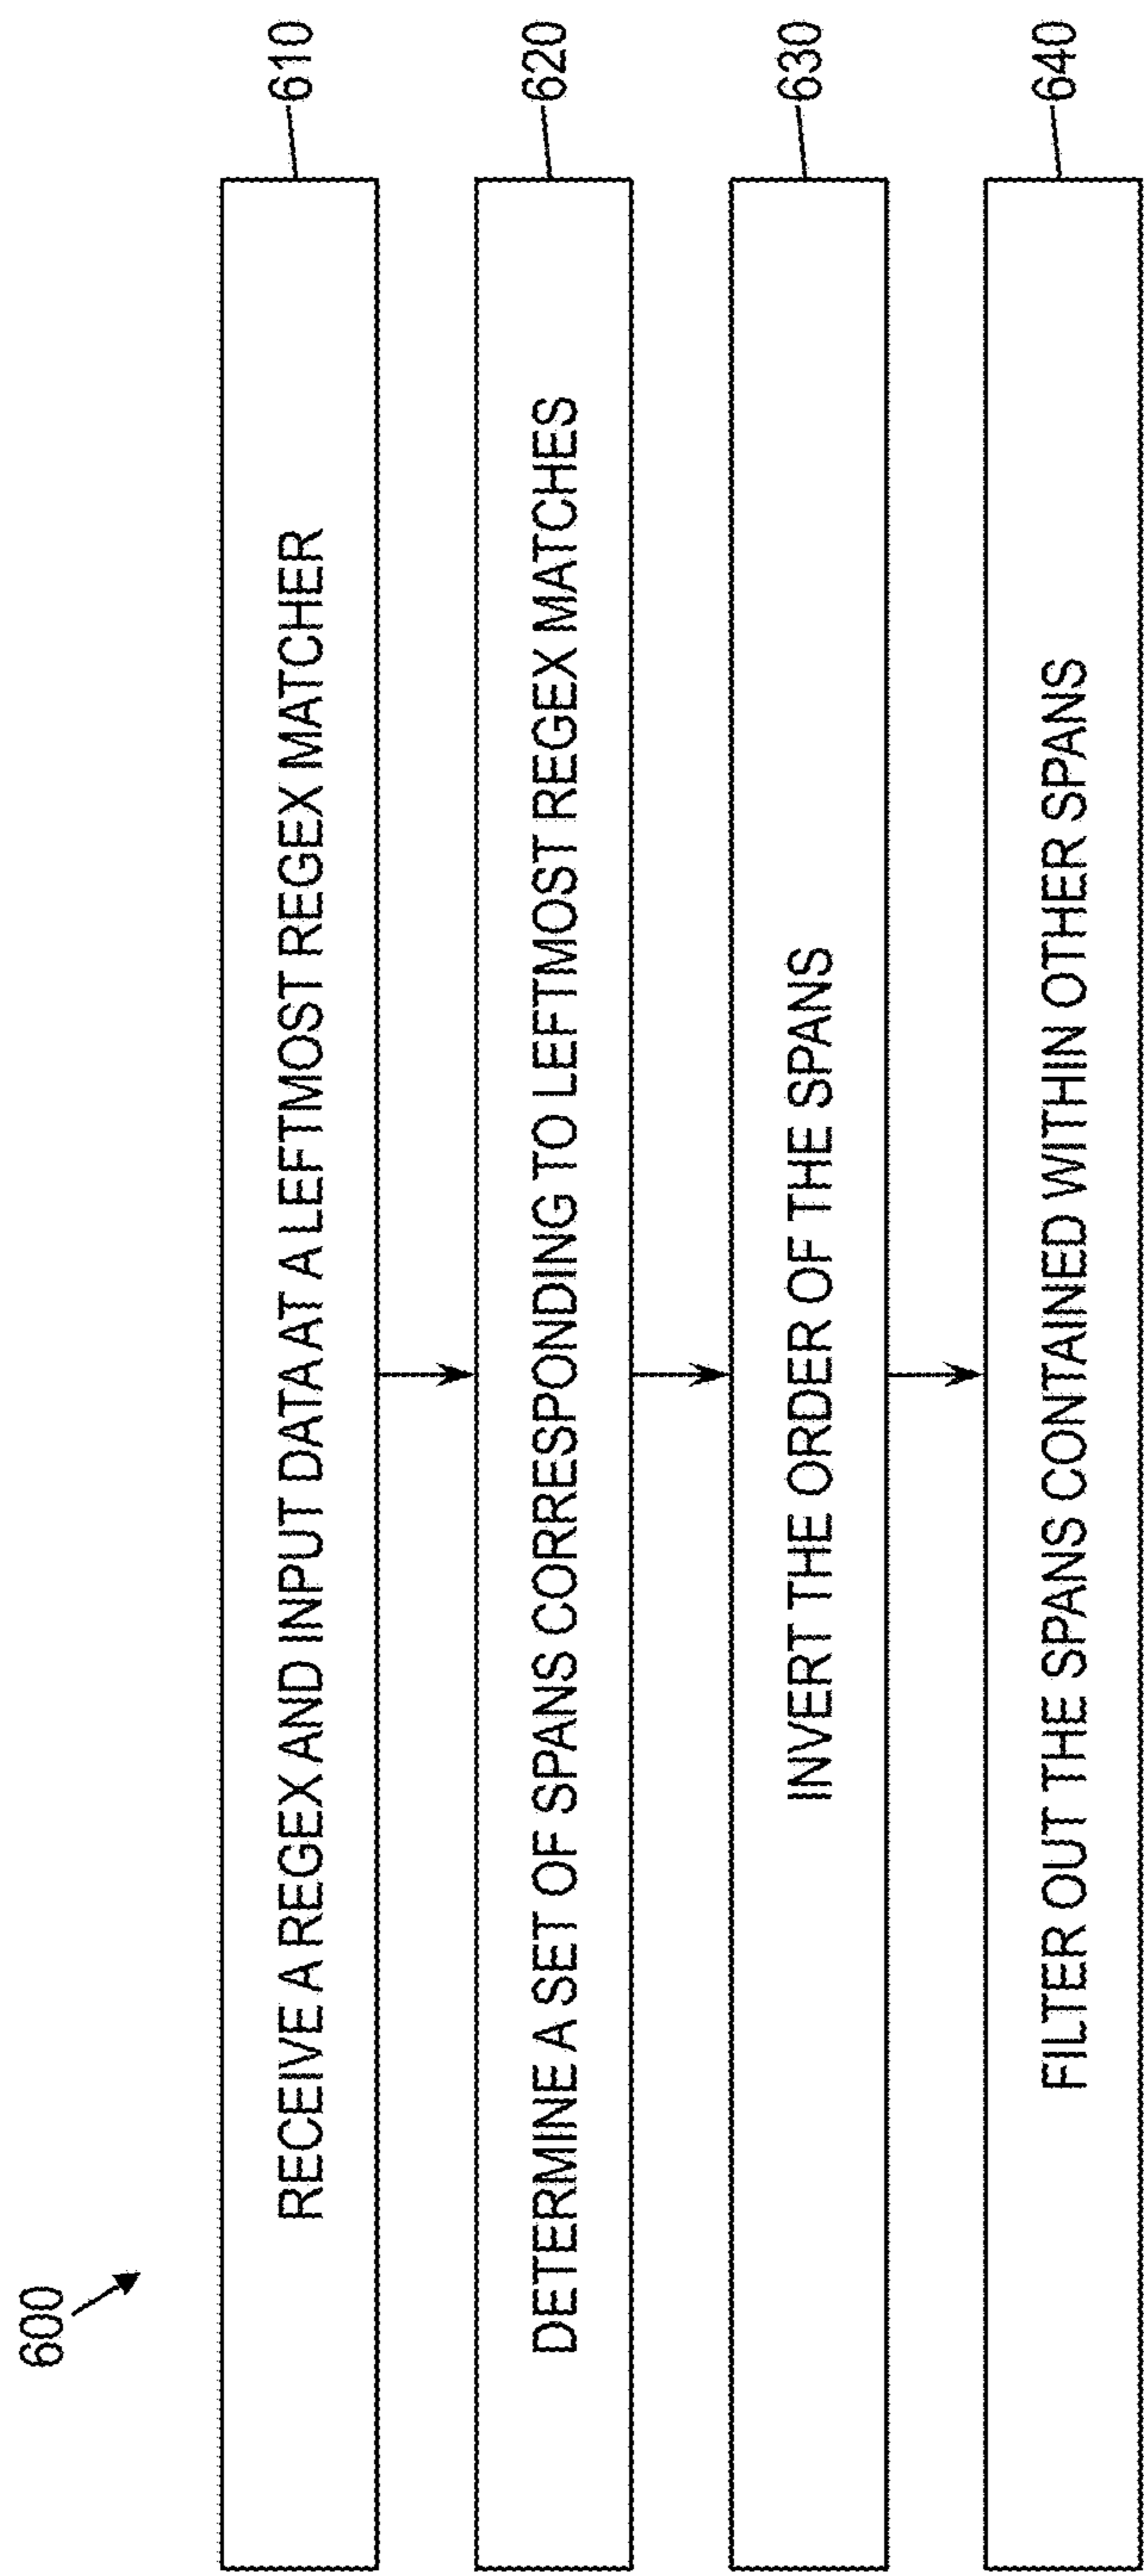 600
RECEIVE A REGEX AND INPUT DATA AT A LEFTMOST REGEX MATCHER
610
DETERMINE A SET OF SPANS CORRESPONDING TO LEFTMOST REGEX MATCHES
620
INVERT THE ORDER OF THE SPANS
630
FILTER OUT THE SPANS CONTAINED WITHIN OTHER SPANS
640